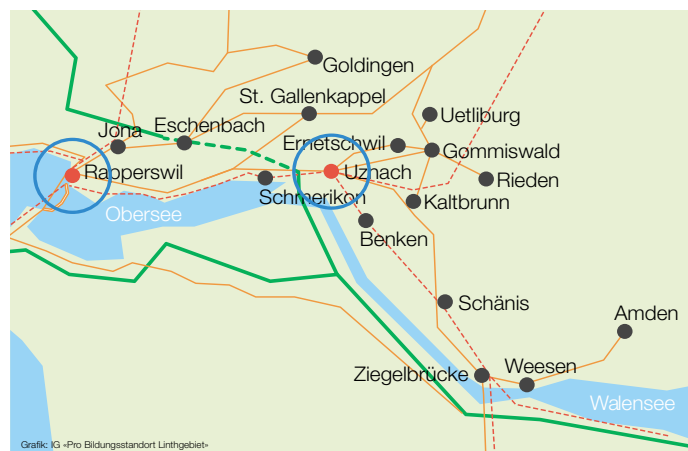 Goldingen
St. Gallenkappel
Uetliburg
Eschenbach
Jona
Ernetschwil
Gommiswald
Rapperswil
Uznach
Rieden
Schmerikon
Kaltbrunn
Obersee
Benken
Schänis
Amden
Ziegelbrücke
Weesen
Walensee
Grafik: IG «Pro Bildungsstandort Linthgebiet»